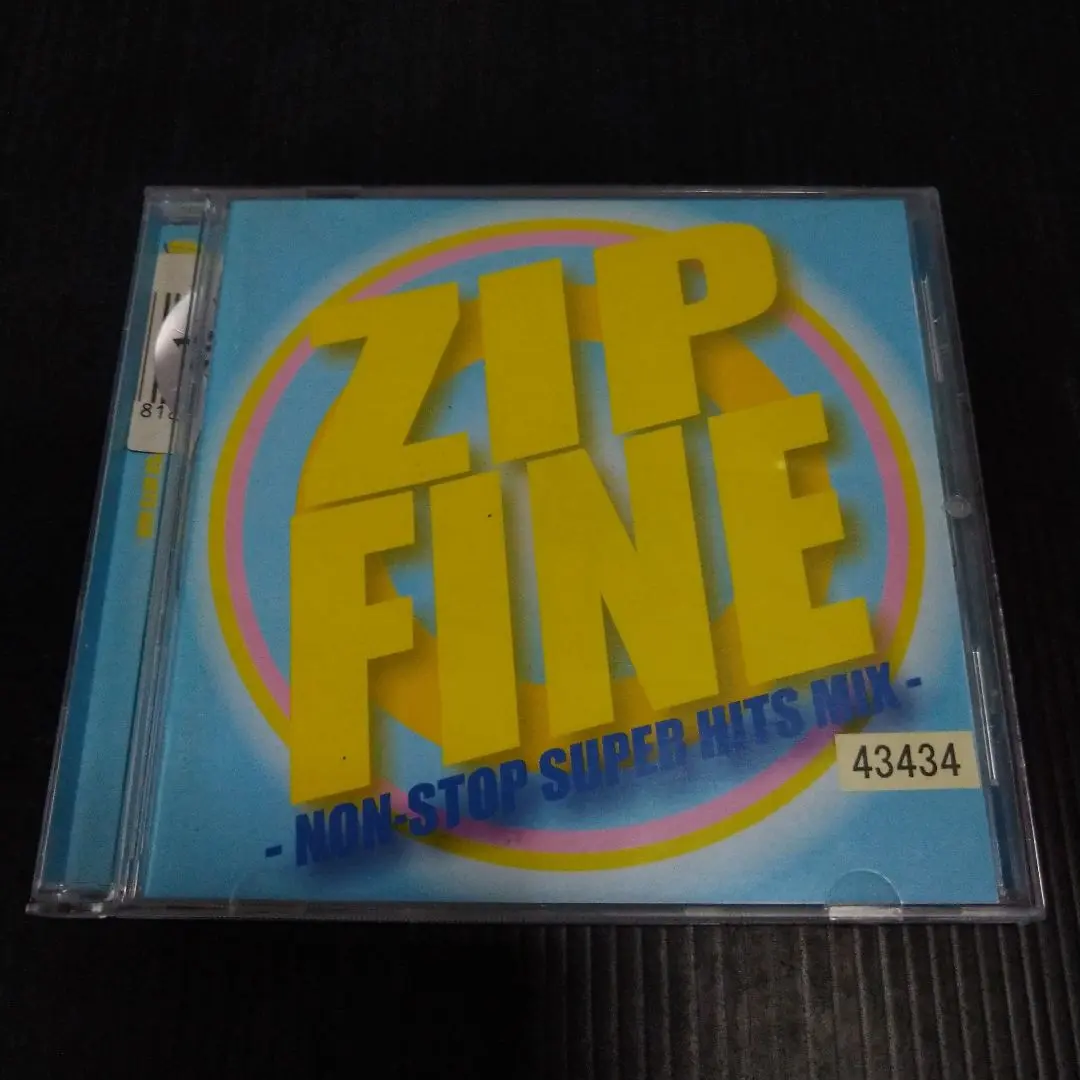 ZIP
FINE
- NON-STOP SUPER HITS MIX -
43434